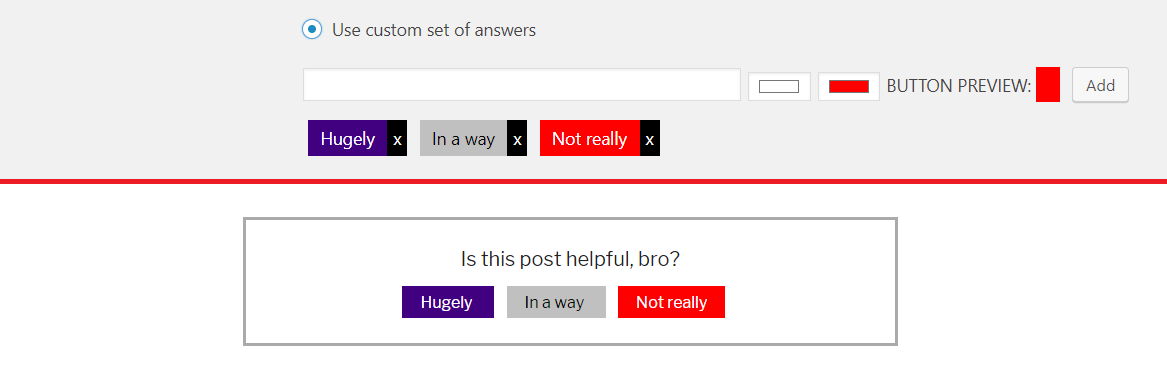 Use custom set of answers
BUTTON PREVIEW: Add
Hugely x In a way x Not really x
Is this post helpful, bro?
Hugely In a way Not really